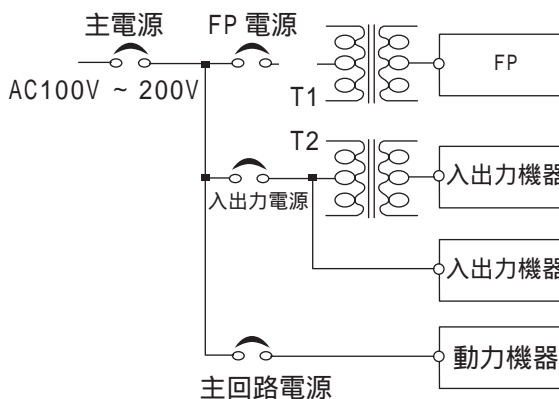 主電源
FP 電源
FP
AC100V ~ 200V
T1
T2
入出力機器
入出力電源
入出力機器
動力機器
主回路電源